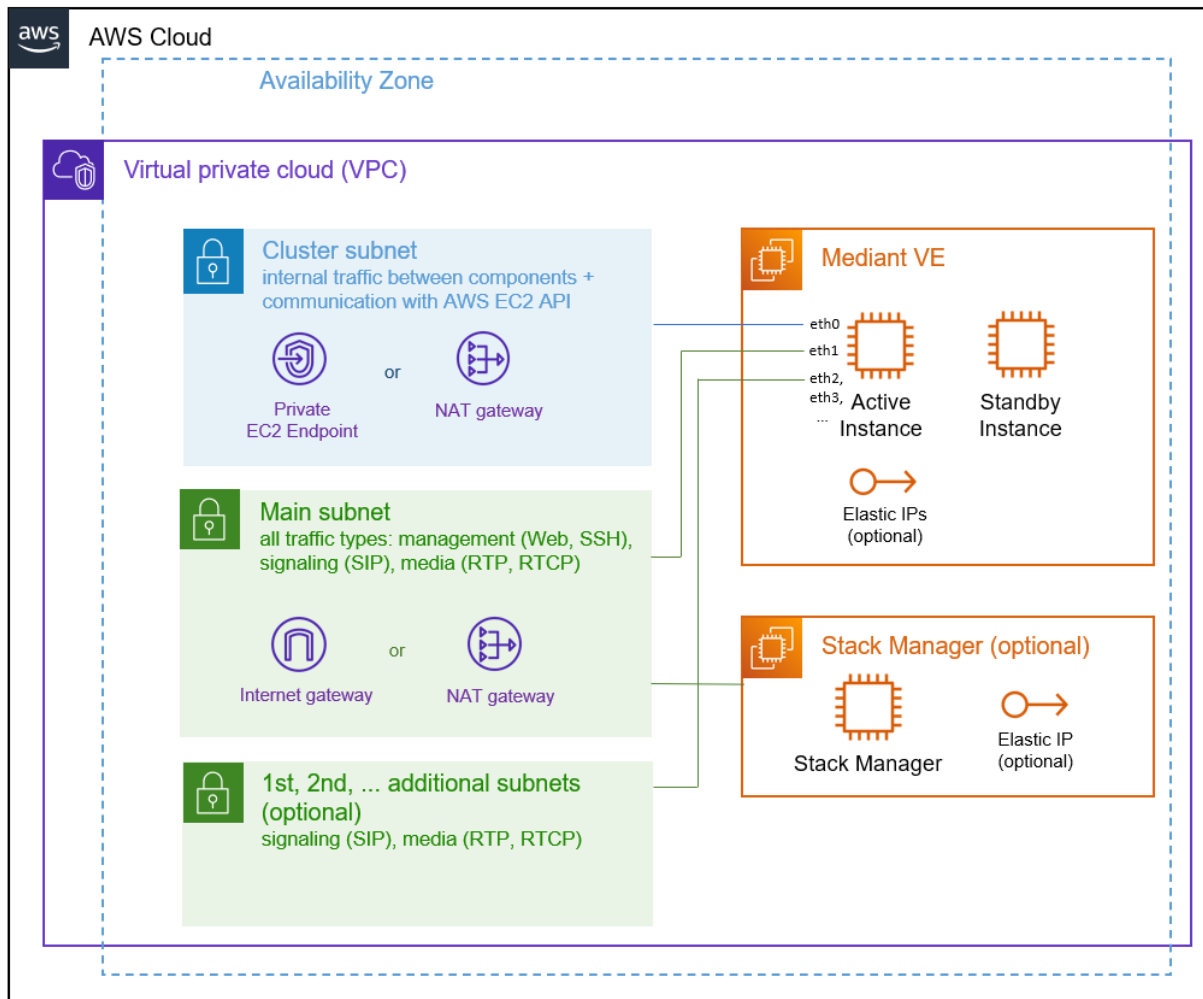 aws
AWS Cloud
Availability Zone
Virtual private cloud (VPC)
Cluster subnet
internal traffic between components +
communication with AWS EC2 API
Private
EC2 Endpoint
or
NAT gateway
Main subnet
all traffic types: management (Web, SSH),
signaling (SIP), media (RTP, RTCP)
Internet gateway
or
NAT gateway
1st, 2nd, ... additional subnets
(optional)
signaling (SIP), media (RTP, RTCP)
Mediant VE
eth0
eth1
eth2,
eth3,
...
Active
Instance
Standby
Instance
Elastic IPs
(optional)
Stack Manager (optional)
Stack Manager
Elastic IP
(optional)